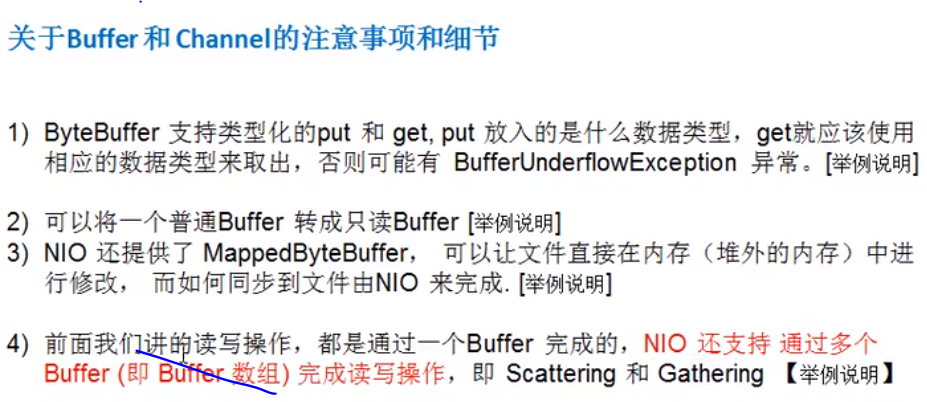 关于Buffer 和 Channel的注意事项和细节
1) ByteBuffer 支持类型化的put 和 get, put 放入的是什么数据类型，get就应该使用
相应的数据类型来取出，否则可能有 BufferUnderflowException 异常。[举例说明]
2) 可以将一个普通Buffer 转成只读Buffer [举例说明]
3) NIO 还提供了 MappedByteBuffer， 可以让文件直接在内存（堆外的内存）中进
行修改， 而如何同步到文件由NIO 来完成. [举例说明]
4) 前面我们讲的读写操作，都是通过一个Buffer 完成的，NIO 还支持 通过多个
Buffer (即 Buffer 数组) 完成读写操作，即 Scattering 和 Gathering 【举例说明】